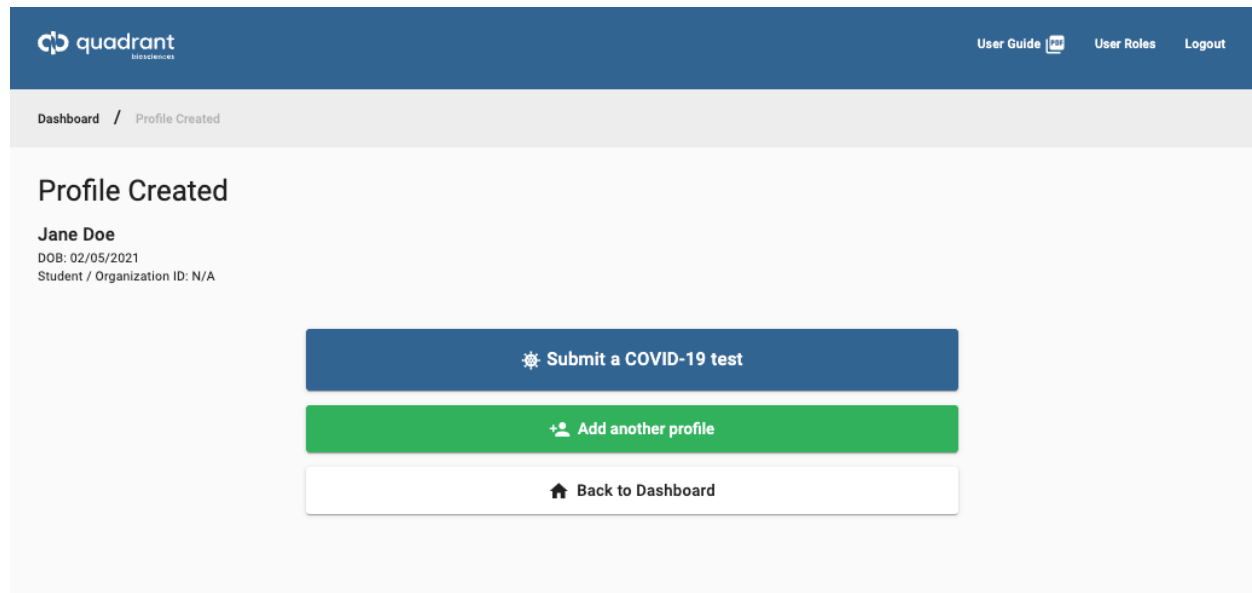 quadrant
biosciences
User Guide PDF User Roles Logout
Dashboard / Profile Created
Profile Created
Jane Doe
DOB: 02/05/2021
Student / Organization ID: N/A
Submit a COVID-19 test
Add another profile
Back to Dashboard